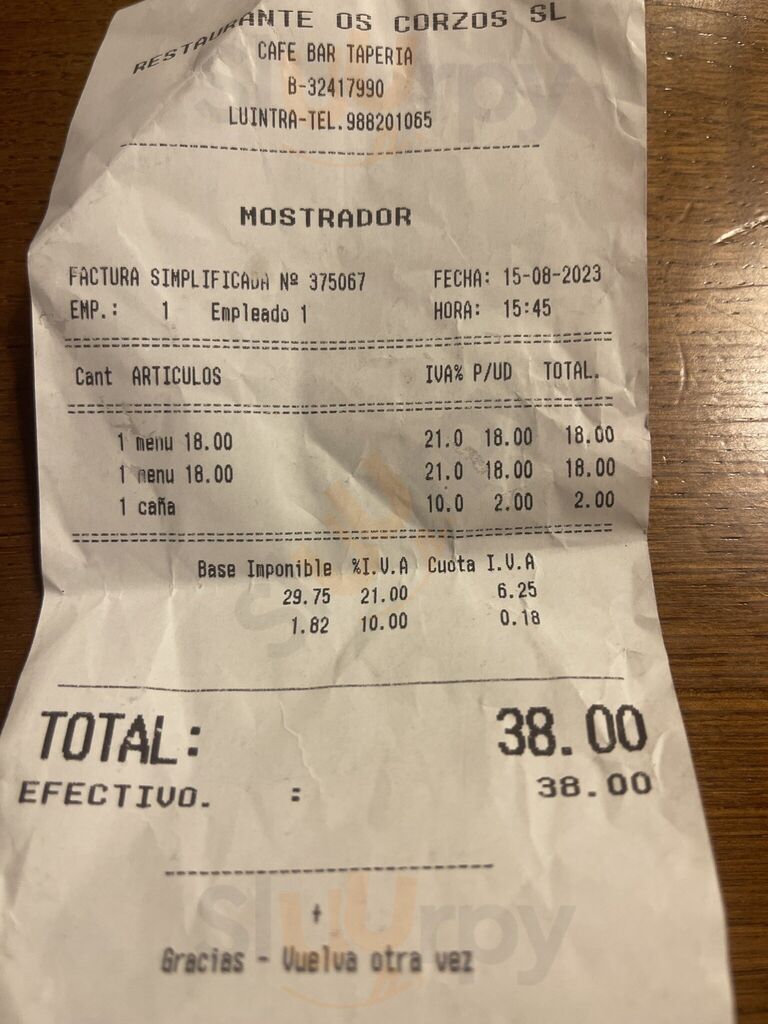 RESTAURANTE OS CORZOS SL
CAFE BAR TAPERIA
B-32417990
LUINTRA-TEL.988201065
MOSTRADOR
FACTURA SIMPLIFICADA Nº 375067 FECHA: 15-08-2023
EMP.: 1 Empleado 1 HORA: 15:45
Cant ARTICULOS IVA% P/UD TOTAL.
1 menu 18.00 21.0 18.00 18.00
1 menu 18.00 21.0 18.00 18.00
1 caña 10.0 2.00 2.00
Base Imponible %I.V.A Cuota I.V.A
29.75 21.00 6.25
1.82 10.00 0.18
TOTAL: 38.00
EFECTIVO. : 38.00
Gracias - Vuelva otra vez
Sluurpy